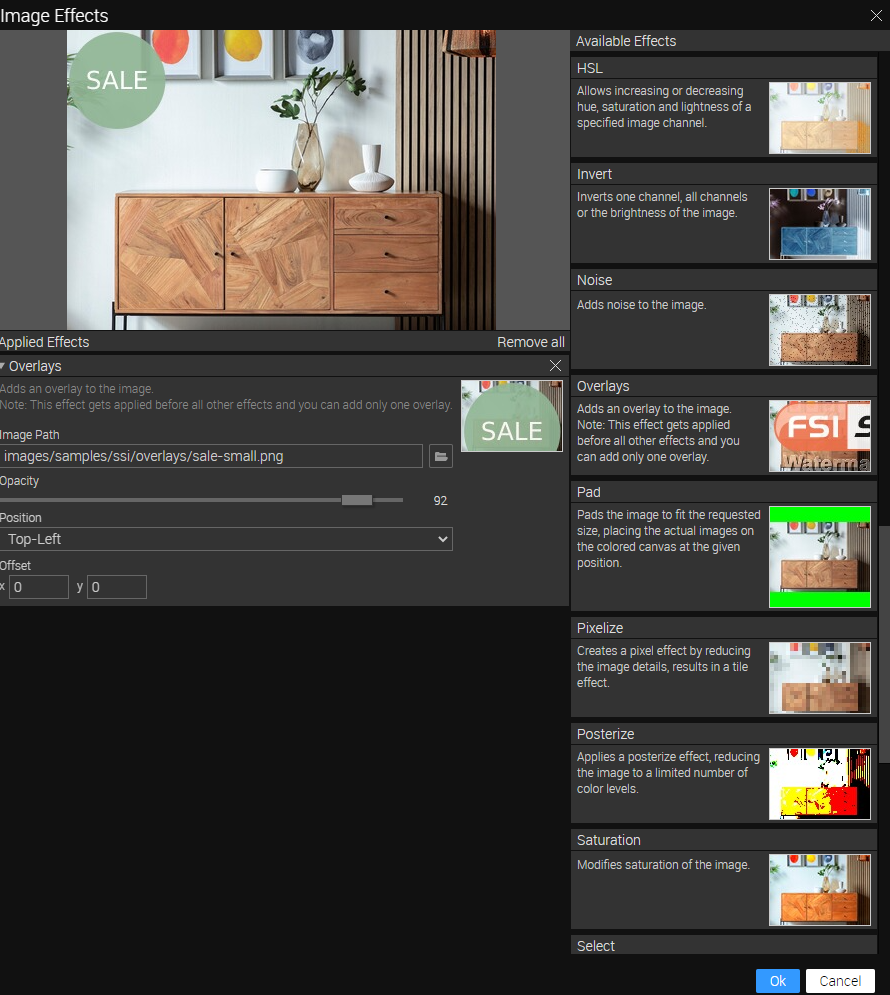 Image Effects
SALE
Applied Effects
Remove all
Overlays
Adds an overlay to the image.
Note: This effect gets applied before all other effects and you can add only one overlay.
SALE
Image Path
images/samples/ssi/overlays/sale-small.png
Opacity
92
Position
Top-Left
Offset
x 0 y 0
Available Effects
HSL
Allows increasing or decreasing
hue, saturation and lightness of a
specified image channel.
Invert
Inverts one channel, all channels
or the brightness of the image.
Noise
Adds noise to the image.
Overlays
Adds an overlay to the image.
Note: This effect gets applied
before all other effects and you
can add only one overlay.
FSI S
Waterma
Pad
Pads the image to fit the requested
size, placing the actual images on
the colored canvas at the given
position.
Pixelize
Creates a pixel effect by reducing
the image details, results in a tile
effect.
Posterize
Applies a posterize effect, reducing
the image to a limited number of
color levels.
Saturation
Modifies saturation of the image.
Select
Ok
Cancel